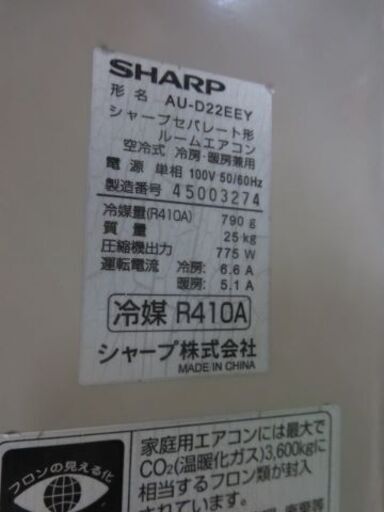 SHARP
形 名 AU-D22EEY
シャープセパレート形
ルームエアコン
空冷式 冷房・暖房兼用
電 源 単相 100V 50/60Hz
製造番号 45003274
冷媒量(R410A) 790 g
質 量 25 kg
圧縮機出力 775 W
運転電流 冷房: 6.6 A
暖房: 5.1 A
冷媒 R410A
シャープ株式会社
MADE IN CHINA
フロンの見える化
家庭用エアコンには最大で
CO₂(温暖化ガス)3,600kgに
相当するフロン類が封入
されています。